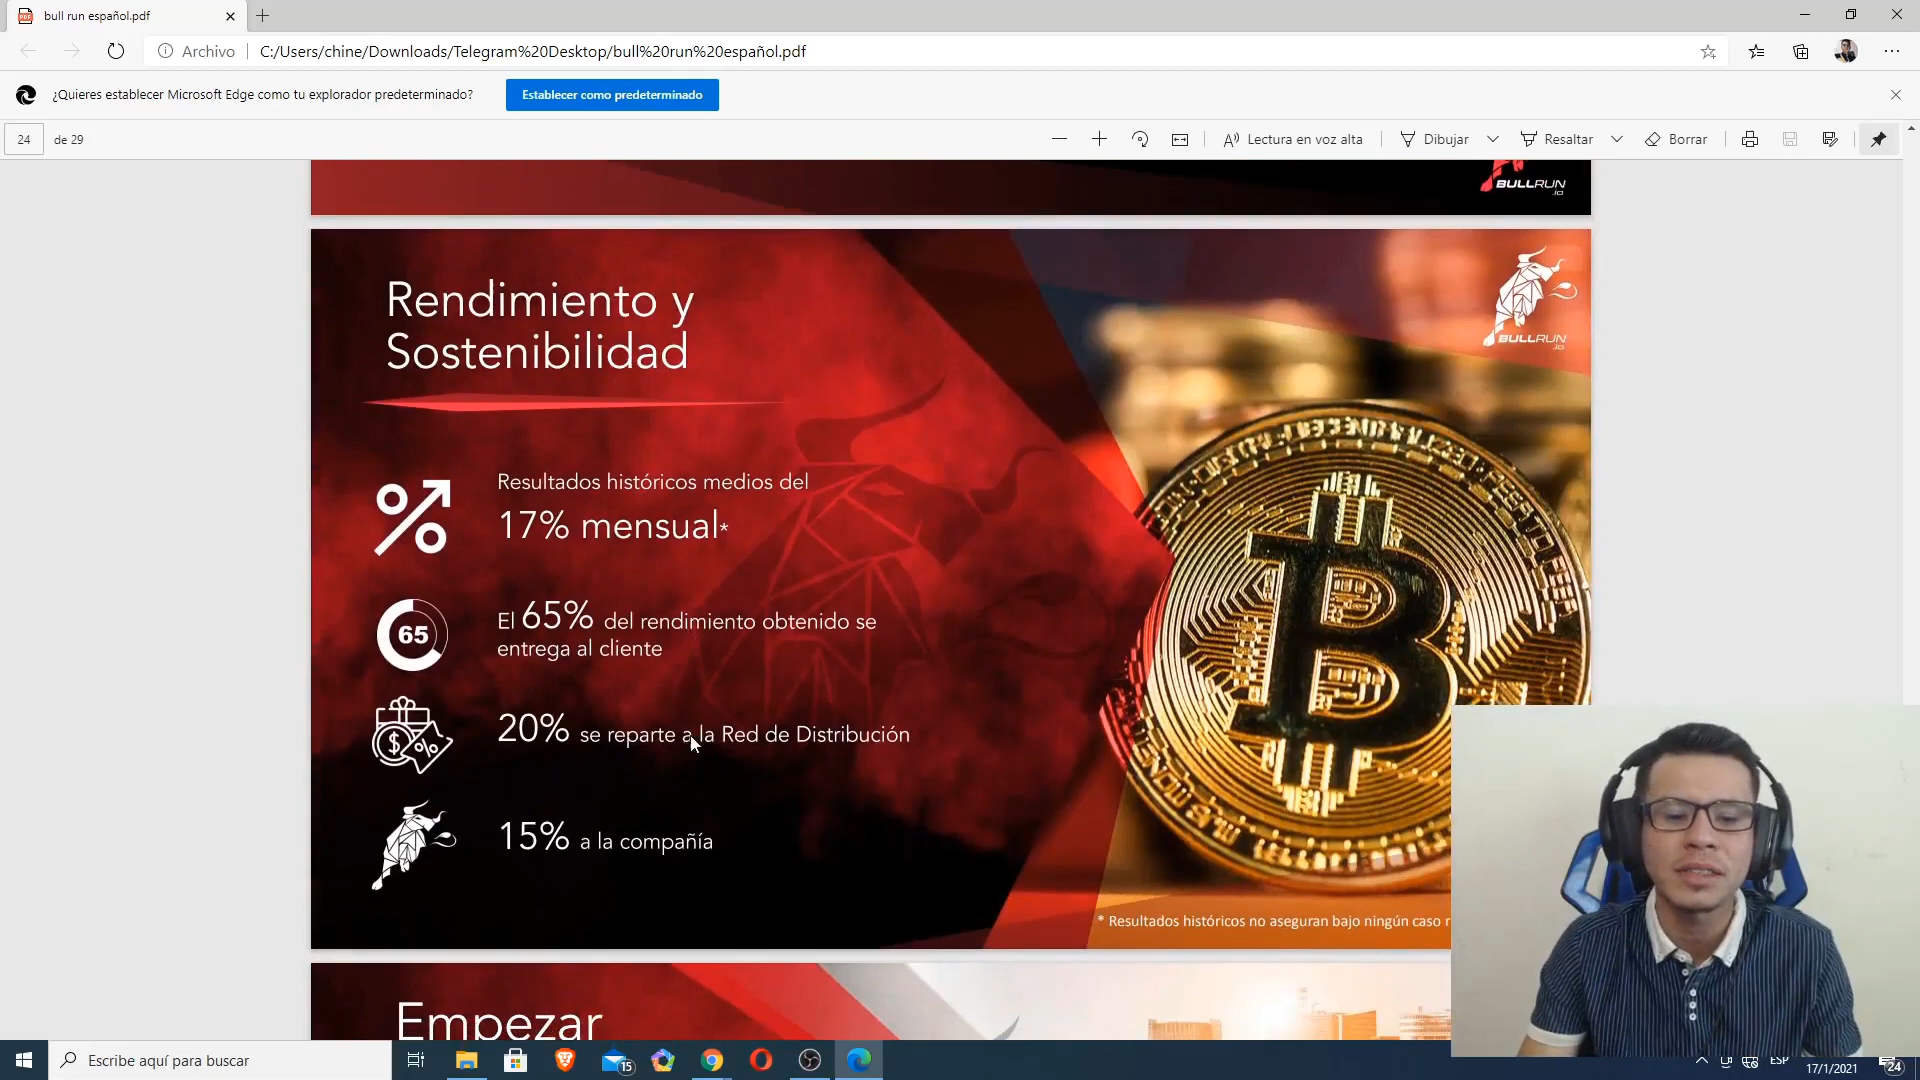 bull run español.pdf
Archivo
C:/Users/chine/Downloads/Telegram%20Desktop/bull%20run%20español.pdf
¿Quieres establecer Microsoft Edge como tu explorador predeterminado?
Establecer como predeterminado
24
de 29
Lectura en voz alta
Dibujar
Resaltar
Borrar
BULLRUN
.io
Rendimiento y
Sostenibilidad
BULLRUN
.io
Resultados históricos medios del
17% mensual*
65
El 65% del rendimiento obtenido se
entrega al cliente
20% se reparte a la Red de Distribución
15% a la compañía
* Resultados históricos no aseguran bajo ningún caso
Empezar
Escribe aquí para buscar
15
ESP
17/1/2021
24